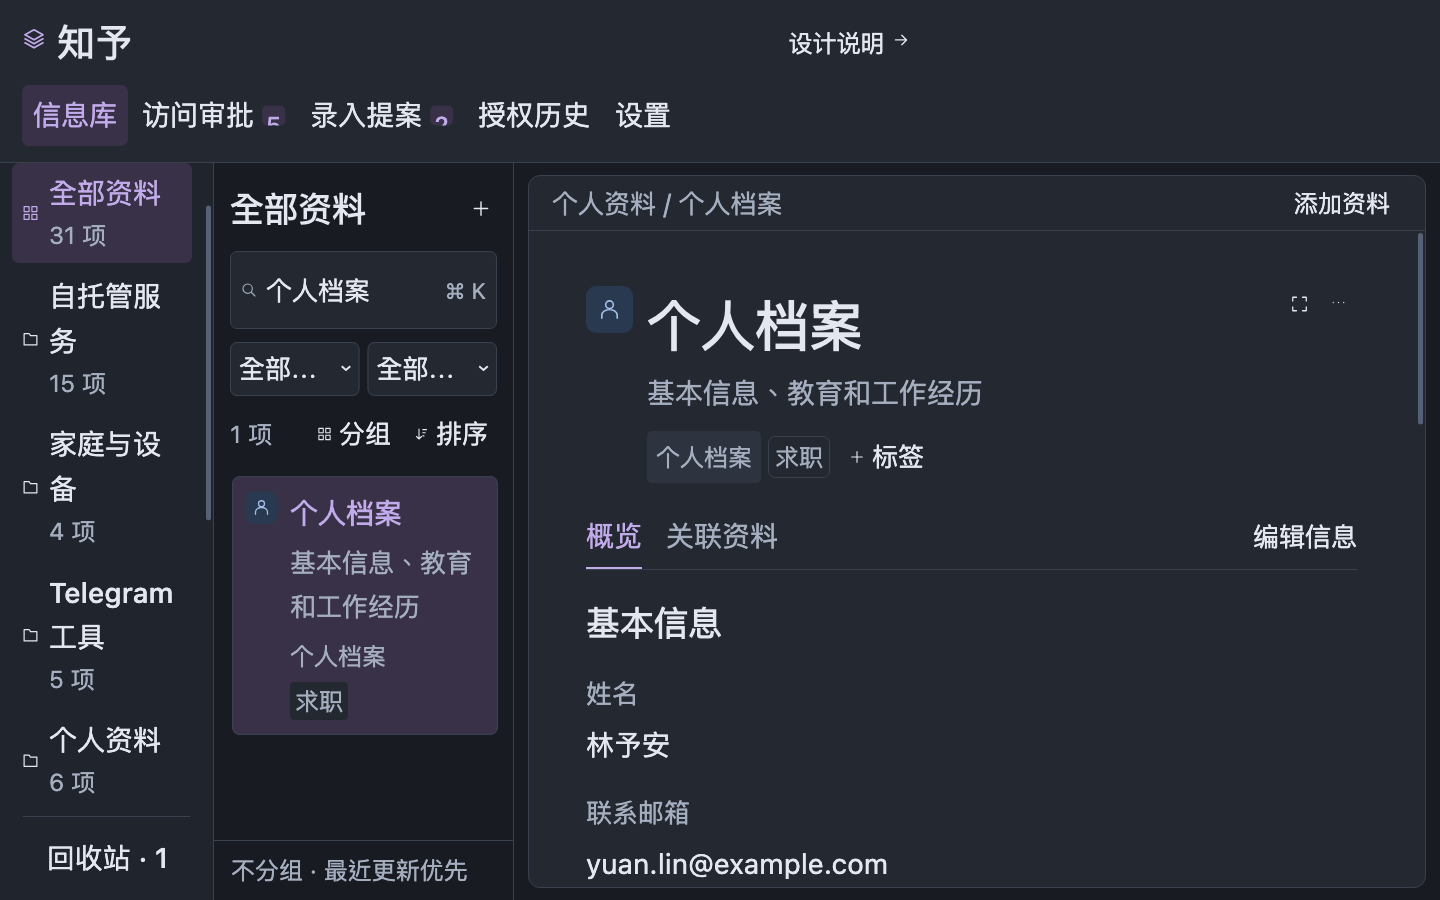 知予
设计说明 →
信息库 访问审批 5 录入提案 2 授权历史 设置
全部资料
31 项
自托管服
务
15 项
家庭与设
备
4 项
Telegram
工具
5 项
个人资料
6 项
回收站 · 1
全部资料 +
个人档案 ⌘ K
全部... 全部...
1 项 分组 排序
个人档案
基本信息、教育
和工作经历
个人档案
求职
不分组 · 最近更新优先
个人资料 / 个人档案 添加资料
个人档案
基本信息、教育和工作经历
个人档案 求职 + 标签
概览 关联资料 编辑信息
基本信息
姓名
林予安
联系邮箱
yuan.lin@example.com